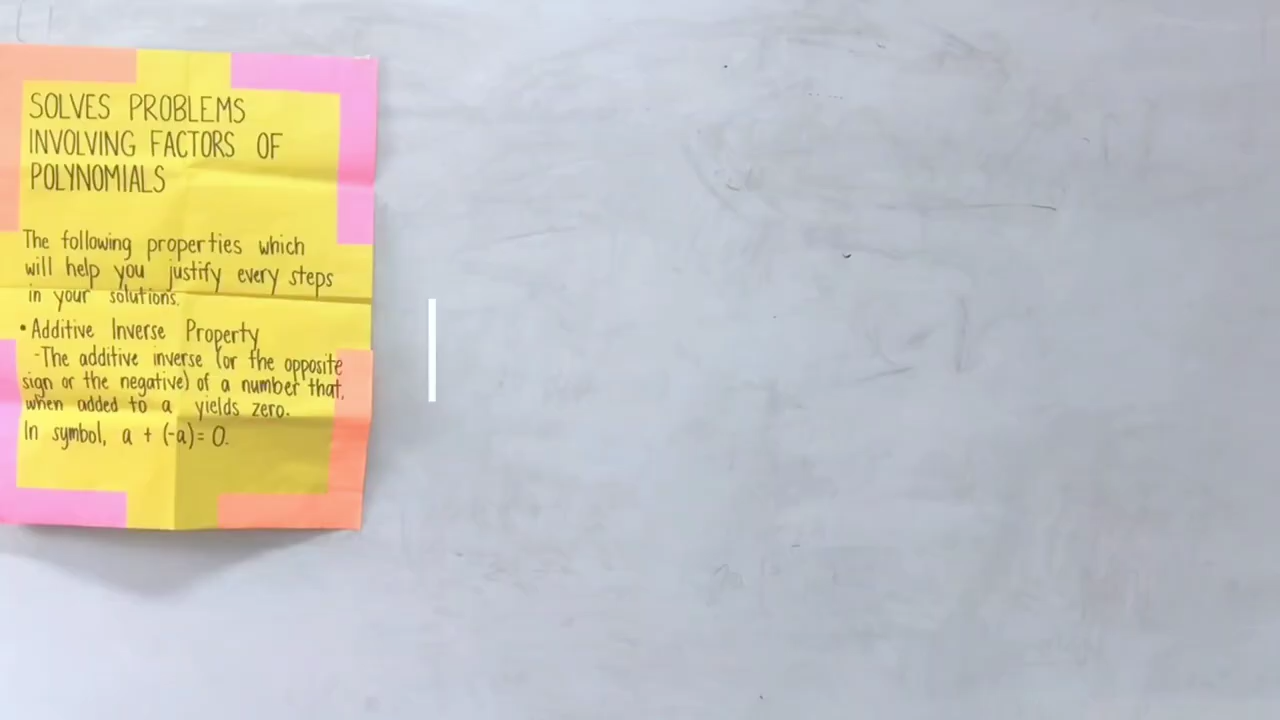 SOLVES PROBLEMS
INVOLVING FACTORS OF
POLYNOMIALS
The following properties which
will help you justify every steps
in your solutions.
• Additive Inverse Property
-The additive inverse (or the opposite
sign or the negative) of a number that,
when added to a yields zero.
In symbol, a + (-a) = 0.